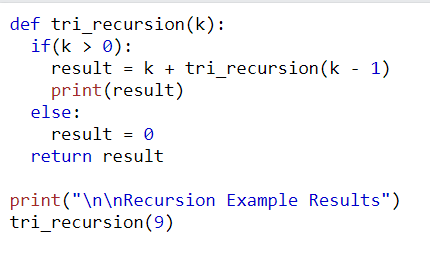 def tri_recursion(k):
  if(k > 0):
    result = k + tri_recursion(k - 1)
    print(result)
  else:
    result = 0
  return result

print("\n\nRecursion Example Results")
tri_recursion(9)